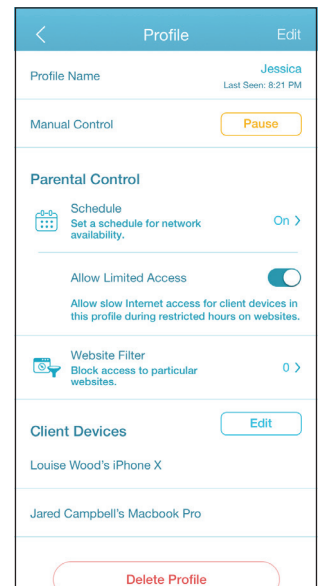 Profile Edit
Profile Name Jessica
Last Seen: 8:21 PM
Manual Control Pause
Parental Control
Schedule
Set a schedule for network
availability.
On
Allow Limited Access
Allow slow Internet access for client devices in
this profile during restricted hours on websites.
Website Filter
Block access to particular
websites.
0
Client Devices Edit
Louise Wood's iPhone X
Jared Campbell's Macbook Pro
Delete Profile